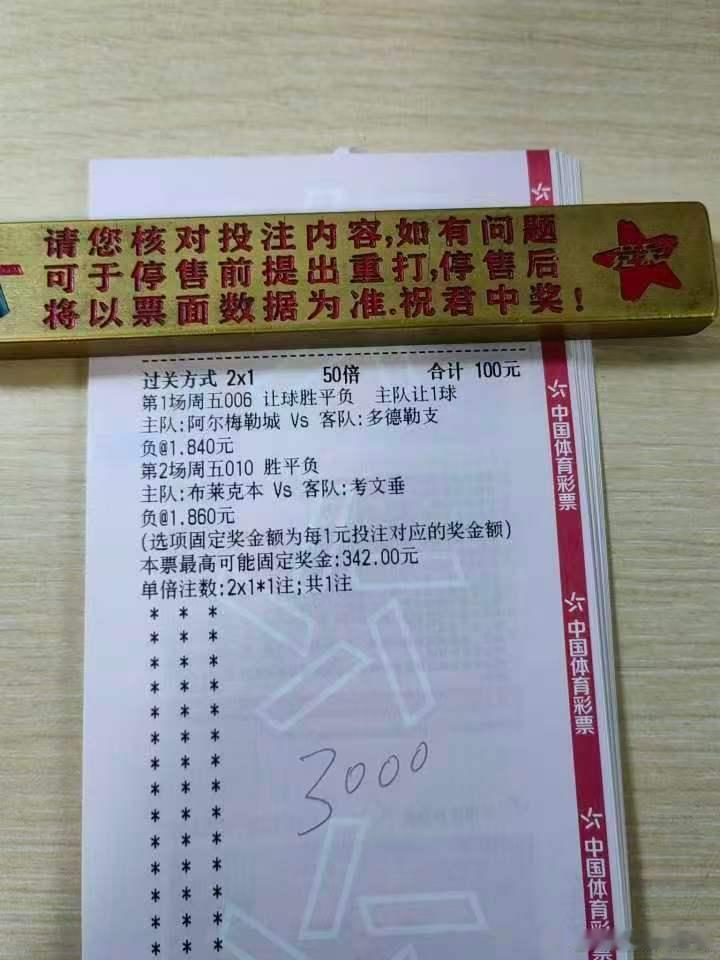 请您核对投注内容,如有问题
可于停售前提出重打,停售后
将以票面数据为准.祝君中奖!
过关方式 2x1 50倍 合计 100元
第1场周五006 让球胜平负 主队让1球
主队:阿尔梅勒城 Vs 客队:多德勒支
负@1.840元
第2场周五010 胜平负
主队:布莱克本 Vs 客队:考文垂
负@1.860元
(选项固定奖金额为每1元投注对应的奖金额)
本票最高可能固定奖金:342.00元
单倍注数:2x1*1注;共1注
* * *
* * *
* * *
* * *
* * *
* * *
* * *
* * *
* * *
* * *
* * *
* * *
* * *
* * *
3000
中国体育彩票
中国体育彩票
中国体育彩票